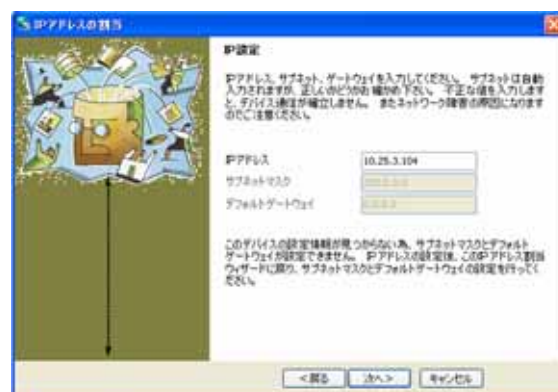 IPアドレスの割当
IP設定
IPアドレス、サブネット、ゲートウェイを入力してください。 サブネットは自動
入力されますが、正しいかどうかお確かめ下さい。 不正な値を入力します
と、デバイス通信が確立しません。 またネットワーク障害の原因になります
のでご注意ください。
IPアドレス
10.25.3.104
サブネットマスク
デフォルトゲートウェイ
このデバイスの設定情報が見つからない為、サブネットマスクとデフォルト
ゲートウェイが設定できません。 IPアドレスの設定後、このIPアドレス割当
ウィザードに戻り、サブネットマスクとデフォルトゲートウェイの設定を行ってく
ださい。
<戻る
次へ>
キャンセル